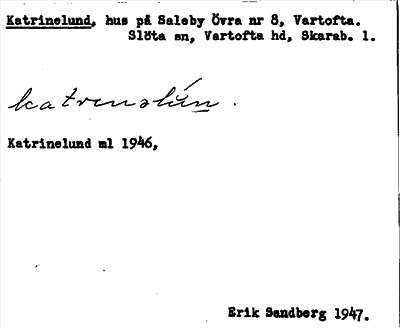 Katrinelund, hus på Saleby Övra nr 8, Vartofta.
Slöta sn, Vartofta hd, Skarab. l.
katrenslún.
Katrinelund ml 1946,
Erik Sandberg 1947.